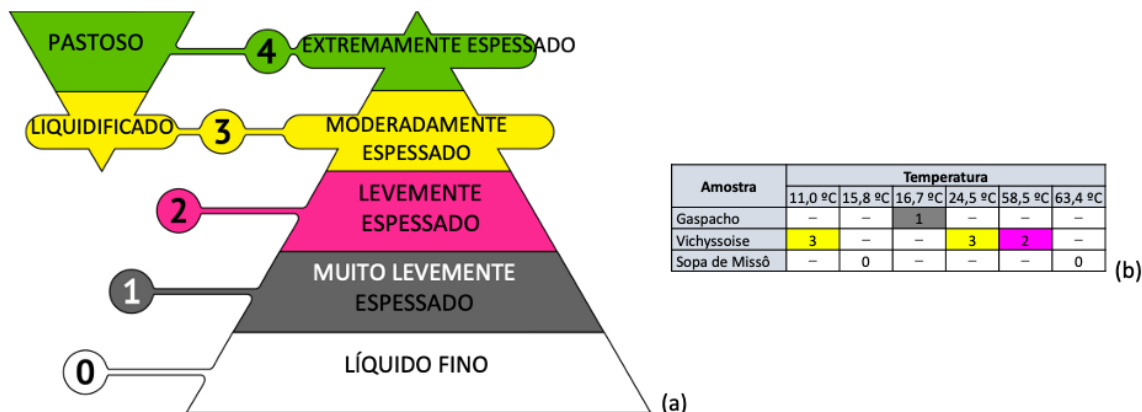 PASTOSO
4
EXTREMAMENTE ESPESSADO
LIQUIDIFICADO
3
MODERADAMENTE
ESPESSADO
2
LEVEMENTE
ESPESSADO
1
MUITO LEVEMENTE
ESPESSADO
0
LÍQUIDO FINO
(a)
Amostra
Temperatura
11,0 ºC 15,8 ºC 16,7 ºC 24,5 ºC 58,5 ºC 63,4 ºC
Gaspacho – – 1 – – –
Vichyssoise 3 – – 3 2 –
Sopa de Missô – 0 – – – 0
(b)